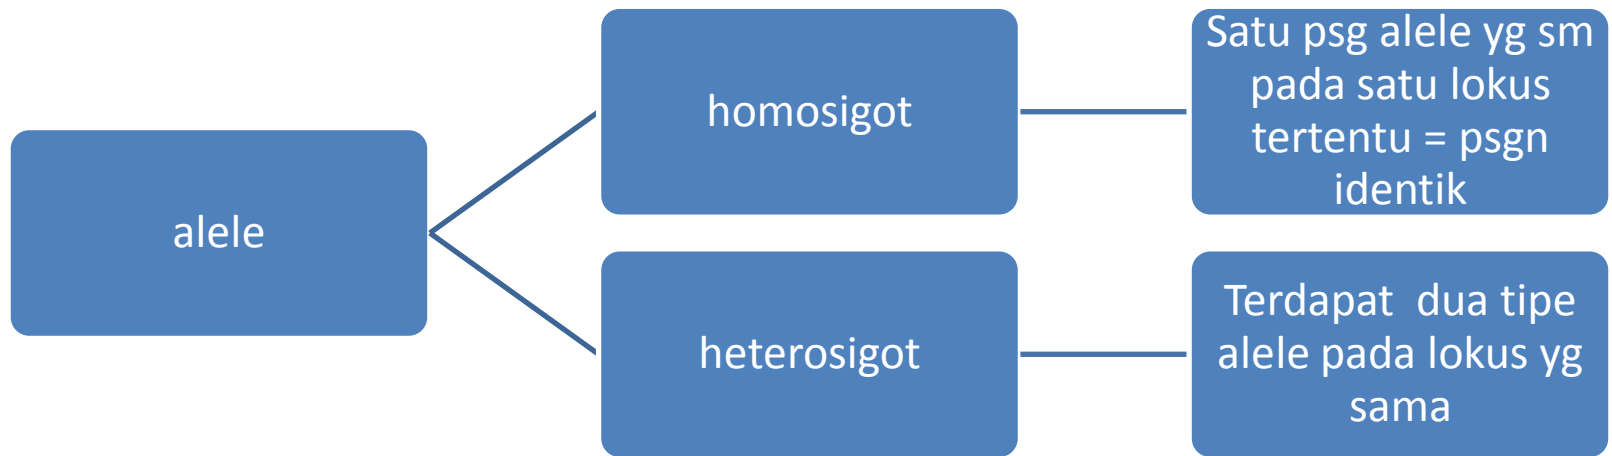 alele
homosigot
Satu psg alele yg sm
pada satu lokus
tertentu = psgn
identik
heterosigot
Terdapat  dua tipe
alele pada lokus yg
sama